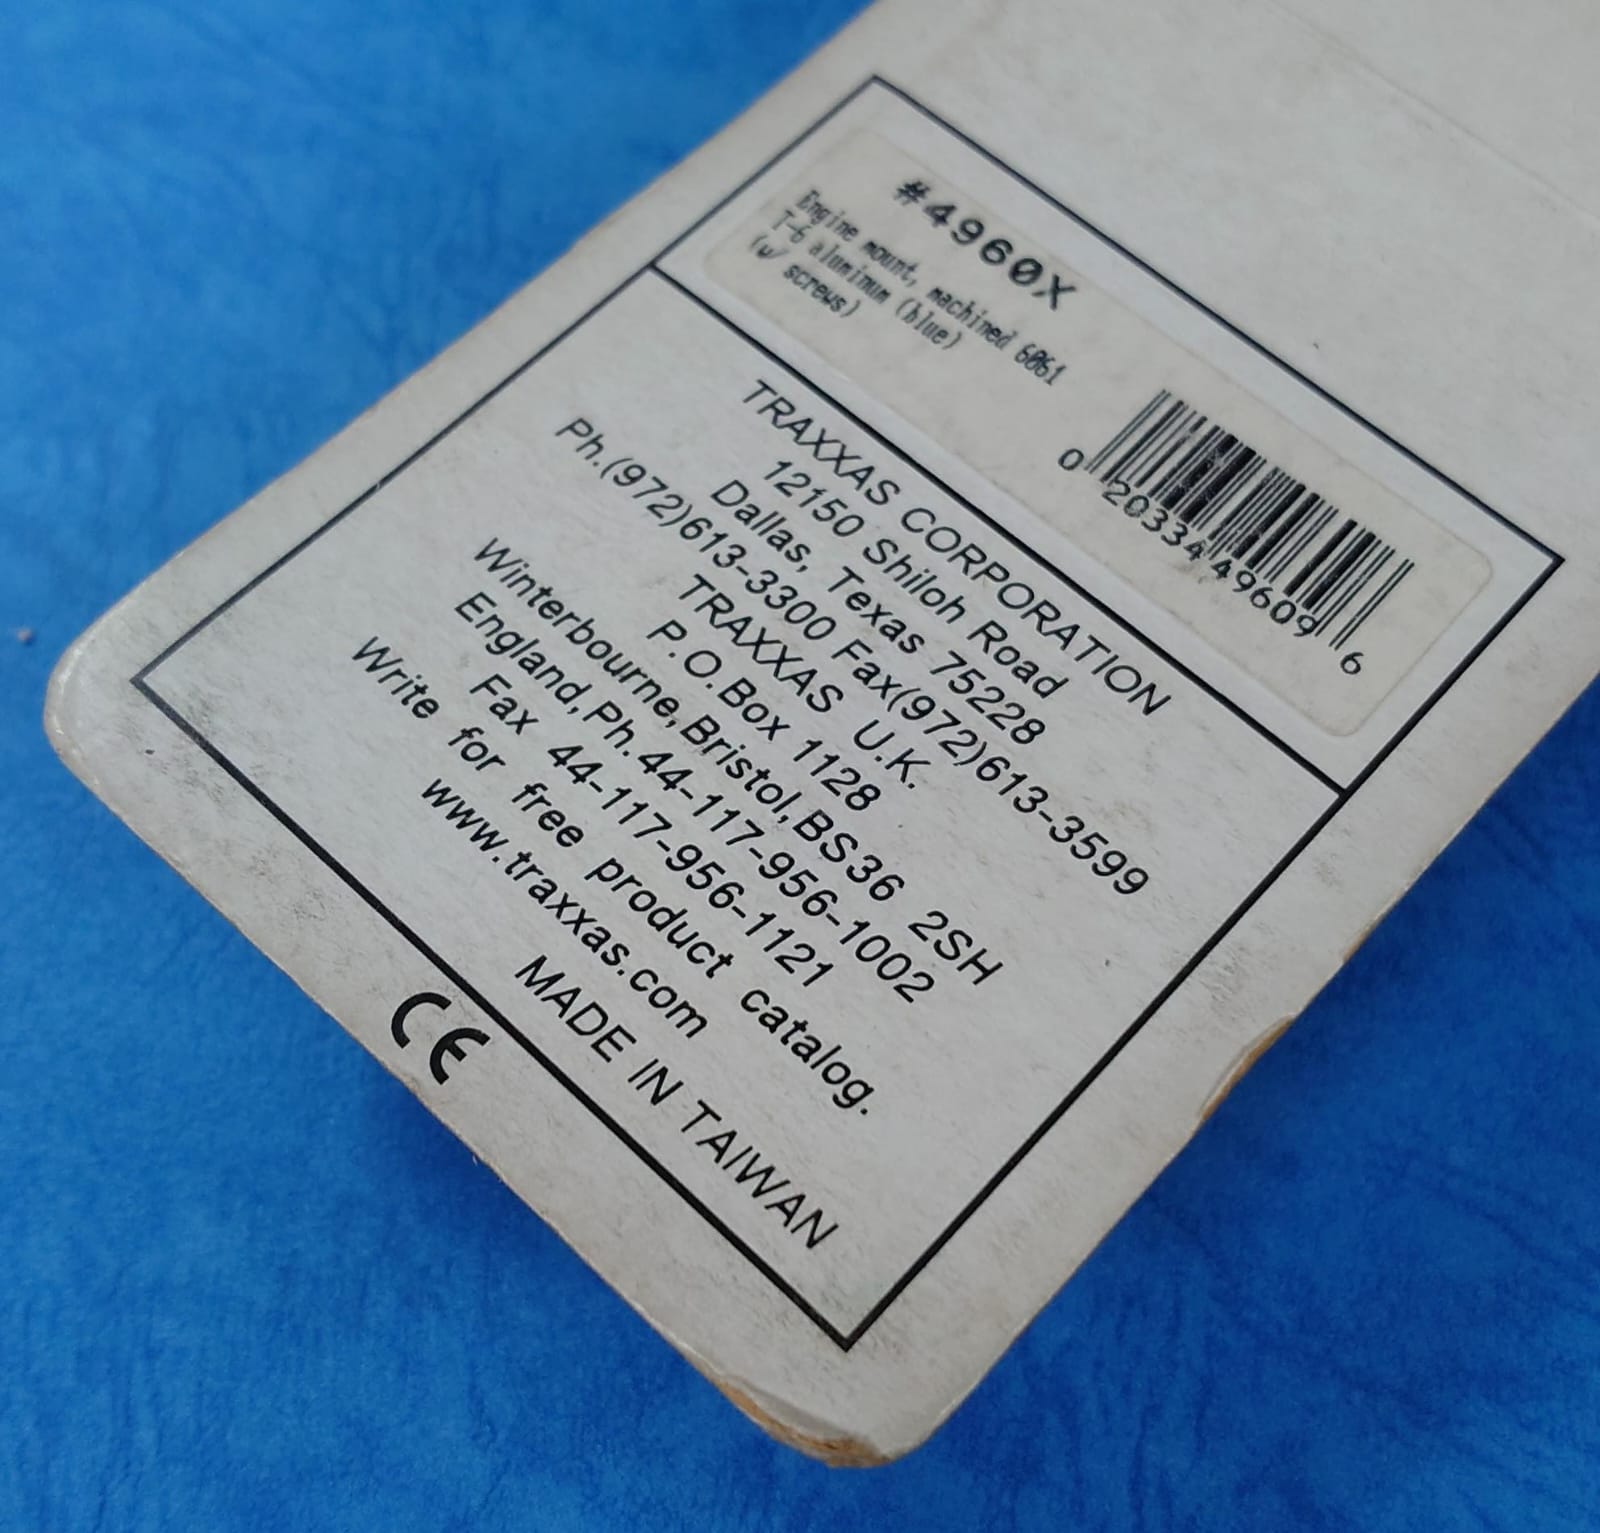 #4960X
Engine mount, machined 6061
T-6 aluminum (blue)
(w/ screws)
0 20334 49609 6
TRAXXAS CORPORATION
12150 Shiloh Road
Dallas, Texas 75228
Ph.(972)613-3300 Fax(972)613-3599
TRAXXAS U.K.
P.O.Box 1128
Winterbourne,Bristol,BS36 2SH
England,Ph.44-117-956-1002
Fax 44-117-956-1121
Write for free product catalog.
www.traxxas.com
MADE IN TAIWAN
CE